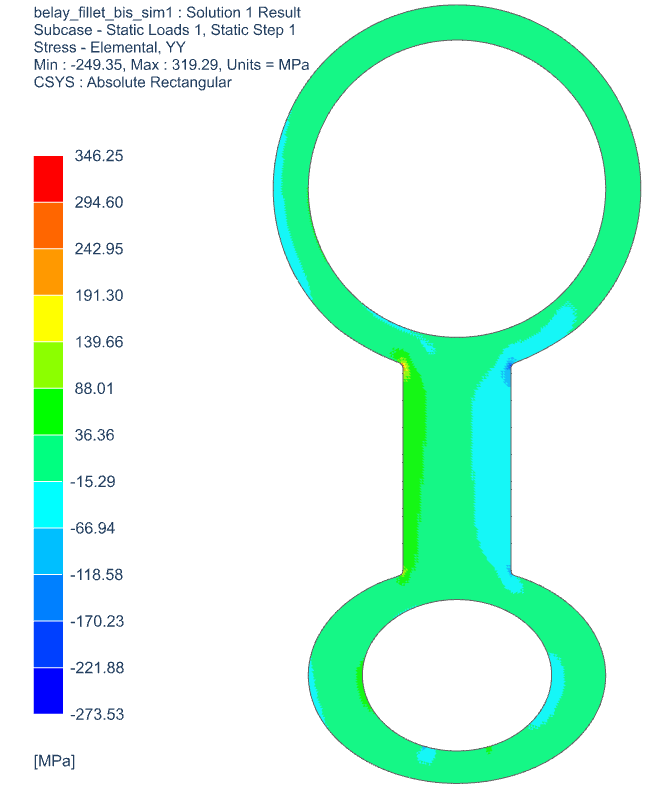 belay_fillet_bis_sim1 : Solution 1 Result
Subcase - Static Loads 1, Static Step 1
Stress - Elemental, YY
Min : -249.35, Max : 319.29, Units = MPa
CSYS : Absolute Rectangular
346.25
294.60
242.95
191.30
139.66
88.01
36.36
-15.29
-66.94
-118.58
-170.23
-221.88
-273.53
[MPa]